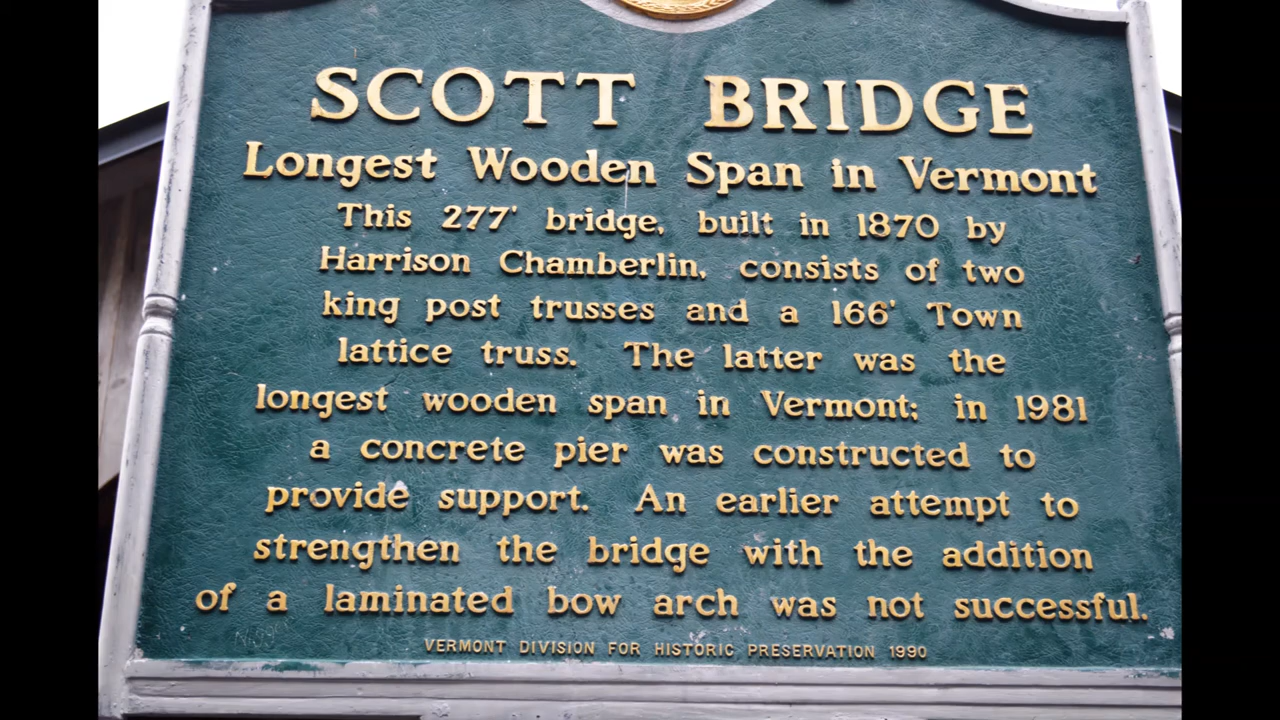 SCOTT BRIDGE
Longest Wooden Span in Vermont
This 277' bridge, built in 1870 by
Harrison Chamberlin, consists of two
king post trusses and a 166' Town
lattice truss. The latter was the
longest wooden span in Vermont; in 1981
a concrete pier was constructed to
provide support. An earlier attempt to
strengthen the bridge with the addition
of a laminated bow arch was not successful.
VERMONT DIVISION FOR HISTORIC PRESERVATION 1990